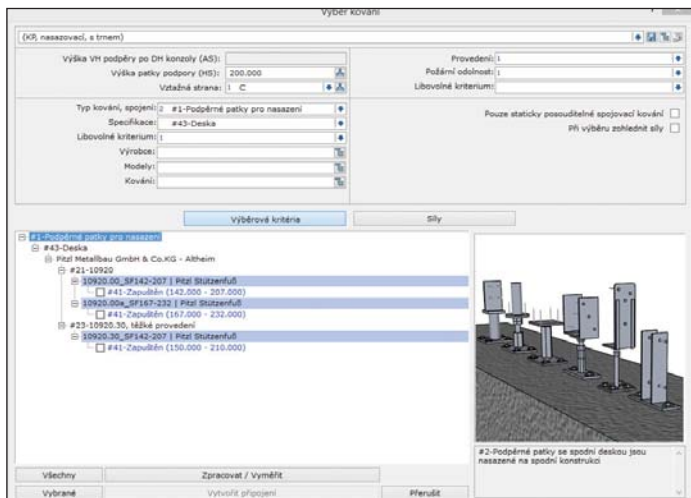 Výběr kování
(KP, nasazovací, s trnem)
Výška VH podpěry po DH konzoly (AS):
Výška patky podpory (HS): 200.000
Vztažná strana: 1 C
Provedení: 1
Požární odolnost: 1
Libovolné kriterium:
Typ kování, spojení: 2 #1-Podpěrné patky pro nasazení
Specifikace: #43-Deska
Libovolné kriterium: 1
Výrobce:
Modely:
Kování:
Pouze staticky posouditelné spojovací kování
Při výběru zohlednit síly
Výběrová kritéria
Síly
#1-Podpěrné patky pro nasazení
#43-Deska
Pitzl Metallbau GmbH & Co.KG - Altheim
#21-10920
10920.00_SF142-207 | Pitzl Stützenfuß
#41-Zapuštěn (142.000 - 207.000)
10920.00a_SF167-232 | Pitzl Stützenfuß
#41-Zapuštěn (167.000 - 232.000)
#23-10920.30, těžké provedení
10920.30_SF142-207 | Pitzl Stützenfuß
#41-Zapuštěn (150.000 - 210.000)
#2-Podpěrné patky se spodní deskou jsou
nasazené na spodní konstrukci
Všechny
Zpracovat / Vyměřit
Vybrané
Vytvořit připojení
Přerušit